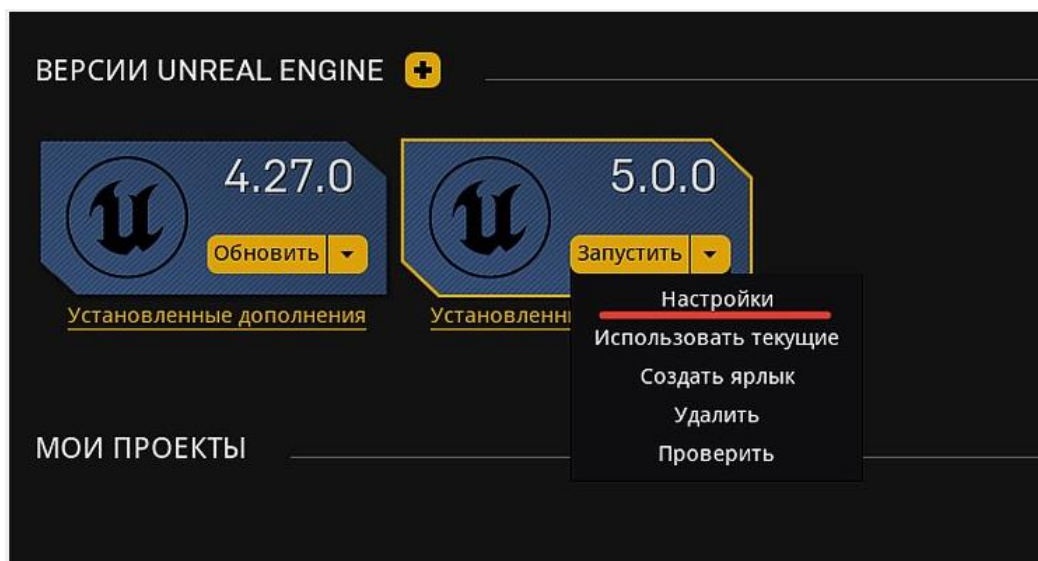 ВЕРСИИ UNREAL ENGINE
4.27.0
Обновить
Установленные дополнения
5.0.0
Запустить
Настройки
Использовать текущие
Создать ярлык
Удалить
Проверить
МОИ ПРОЕКТЫ